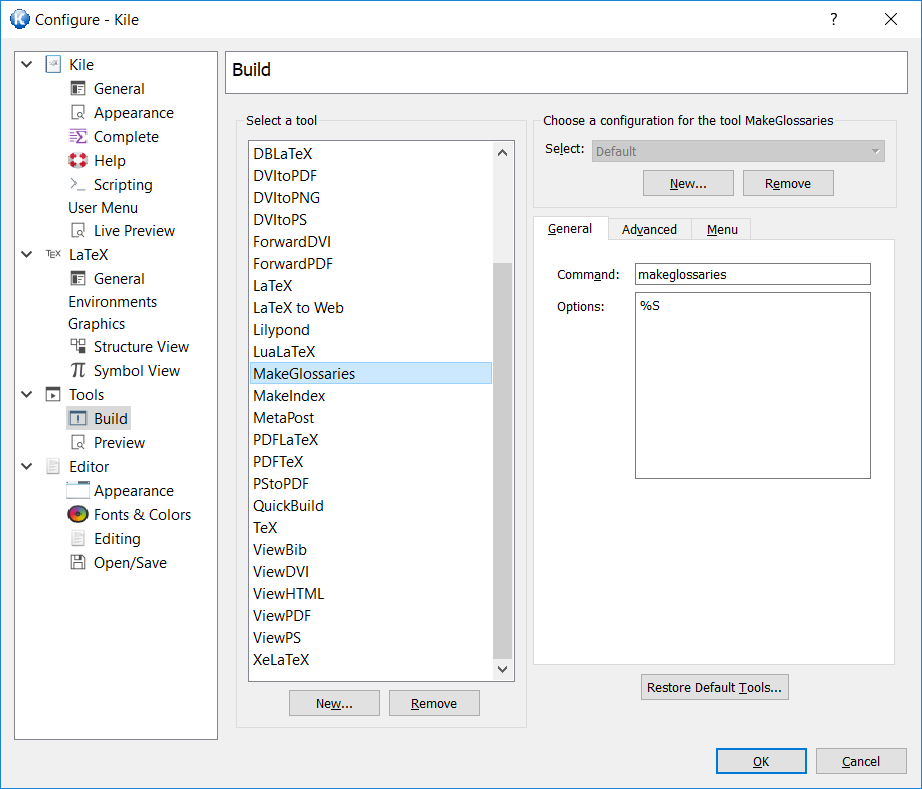 Configure - Kile
?
Kile
General
Appearance
Complete
Help
Scripting
User Menu
Live Preview
TEX LaTeX
General
Environments
Graphics
Structure View
π Symbol View
Tools
Build
Preview
Editor
Appearance
Fonts & Colors
Editing
Open/Save
Build
Select a tool
DBLaTeX
DVItoPDF
DVItoPNG
DVItoPS
ForwardDVI
ForwardPDF
LaTeX
LaTeX to Web
Lilypond
LuaLaTeX
MakeGlossaries
MakeIndex
MetaPost
PDFLaTeX
PDFTeX
PStoPDF
QuickBuild
TeX
ViewBib
ViewDVI
ViewHTML
ViewPDF
ViewPS
XeLaTeX
New... Remove
Choose a configuration for the tool MakeGlossaries
Select: Default
New... Remove
General Advanced Menu
Command: makeglossaries
Options: %S
Restore Default Tools...
OK Cancel